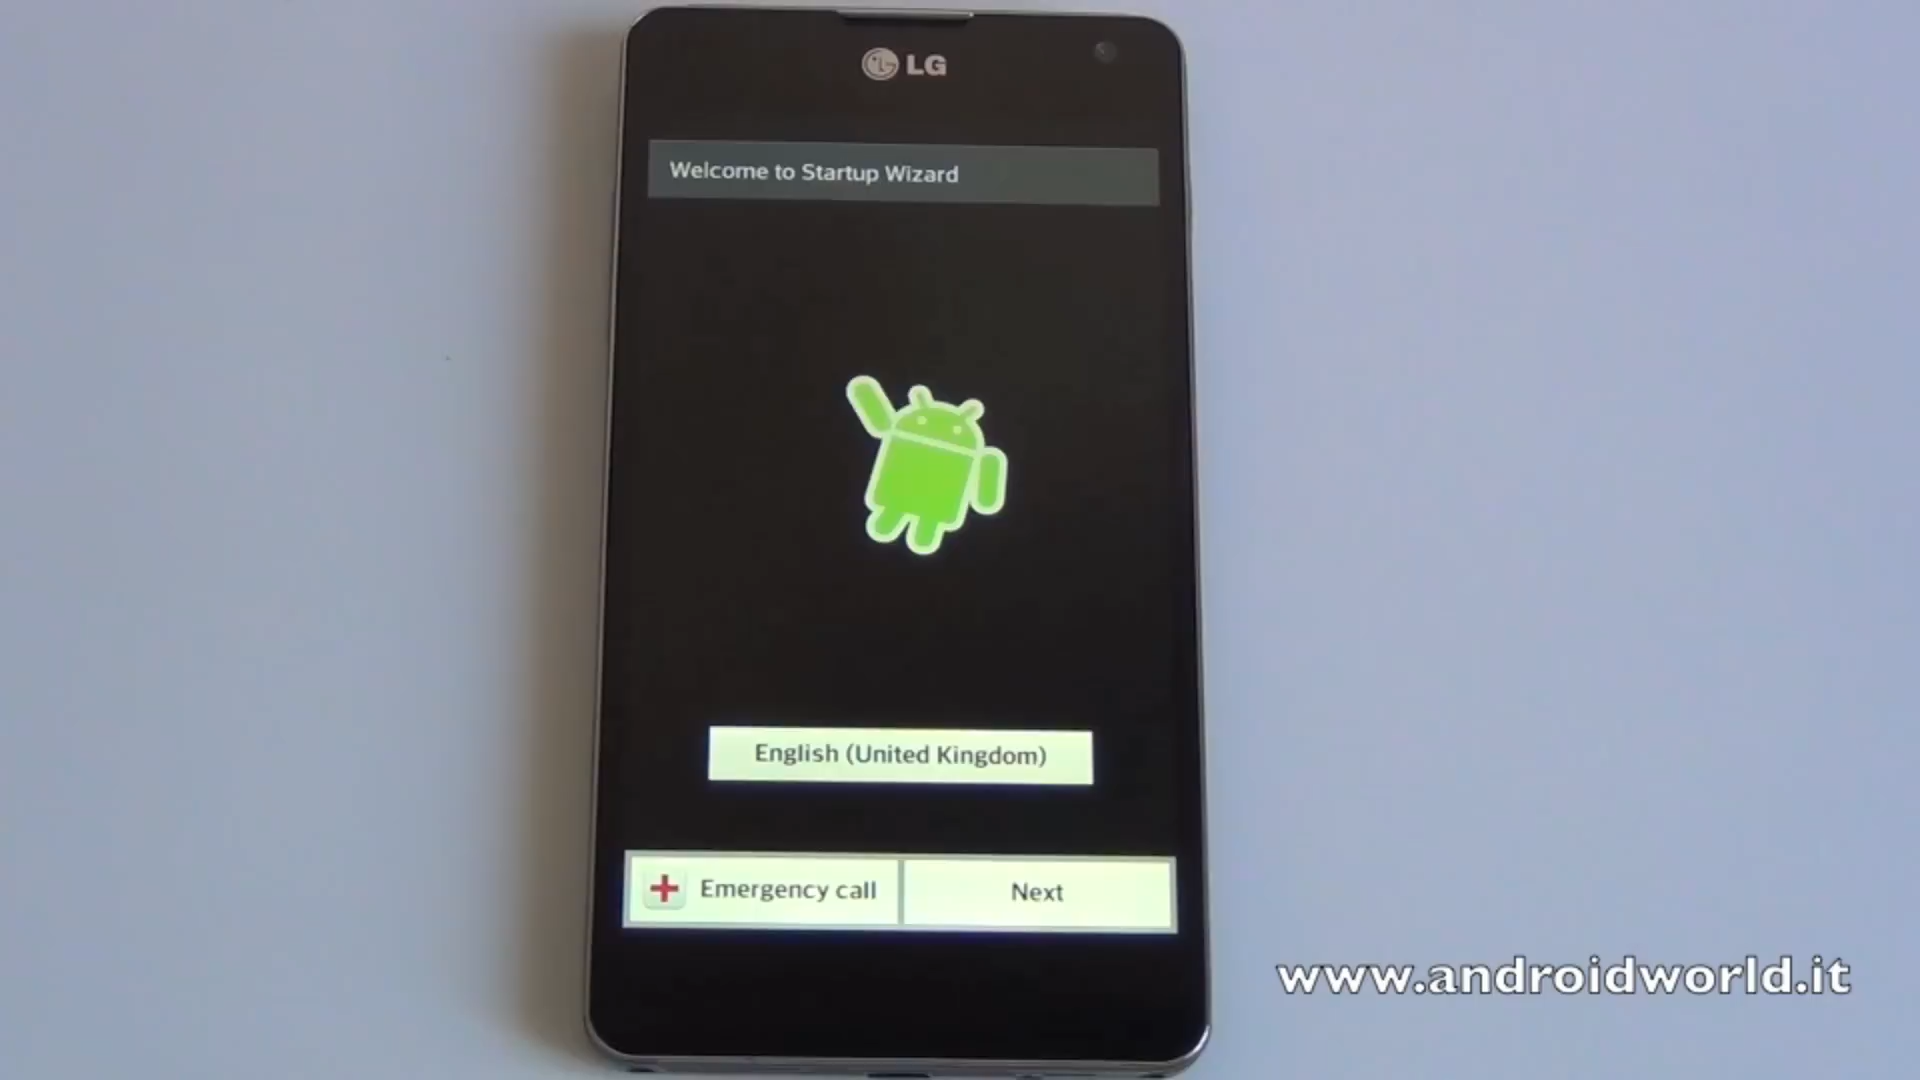 LG
Welcome to Startup Wizard
English (United Kingdom)
Emergency call
Next
www.androidworld.it